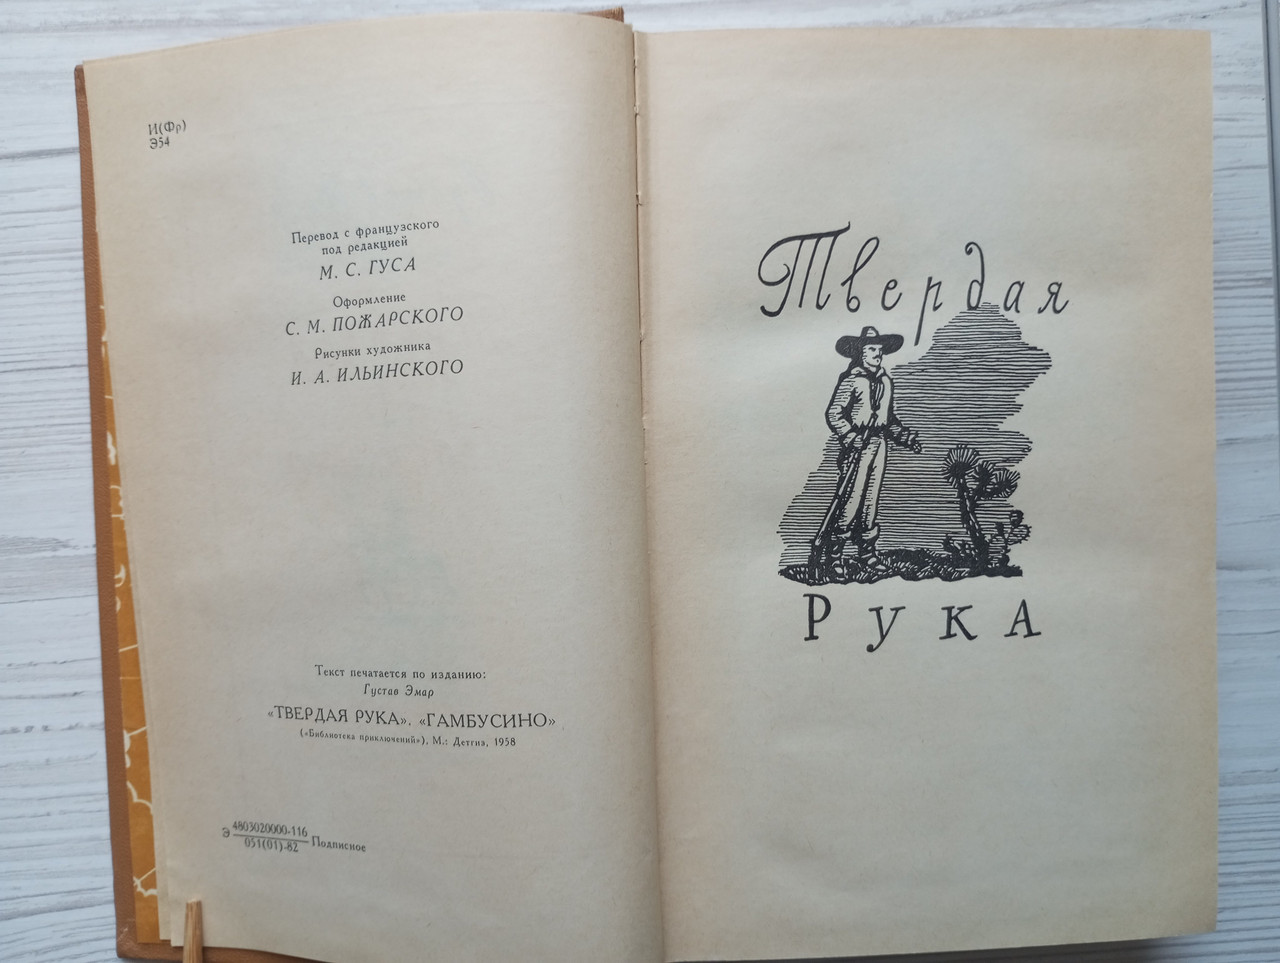 И(Фр)
Э54
Перевод с французского
под редакцией
М. С. ГУСА
Оформление
С. М. ПОЖАРСКОГО
Рисунки художника
И. А. ИЛЬИНСКОГО
Текст печатается по изданию:
Густав Эмар
«ТВЕРДАЯ РУКА», «ГАМБУСИНО»
(«Библиотека приключений»), М.: Детгиз, 1958
Э 4803020000-116
051(01)-82 Подписное
Твердая
РУКА